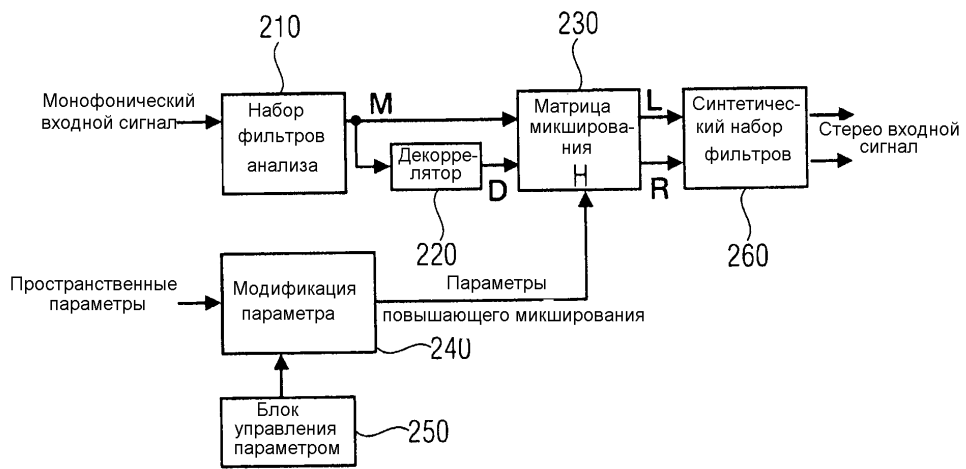 210
230
Монофонический
входной сигнал
Набор
фильтров
анализа
M
Декорре-
лятор
D
220
Матрица
микширова-
ния
H
L
R
Синтетичес-
кий набор
фильтров
260
Стерео входной
сигнал
Пространственные
параметры
Модификация
параметра
240
Параметры
повышающего микширования
Блок
управления
параметром
250